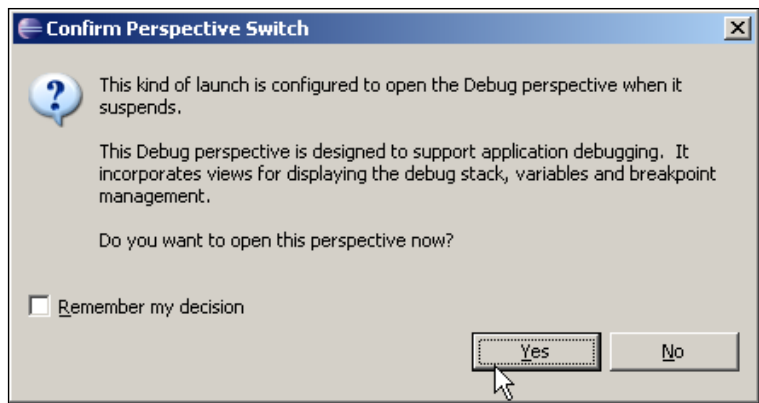 Confirm Perspective Switch
This kind of launch is configured to open the Debug perspective when it
suspends.
This Debug perspective is designed to support application debugging. It
incorporates views for displaying the debug stack, variables and breakpoint
management.
Do you want to open this perspective now?
Remember my decision
Yes No